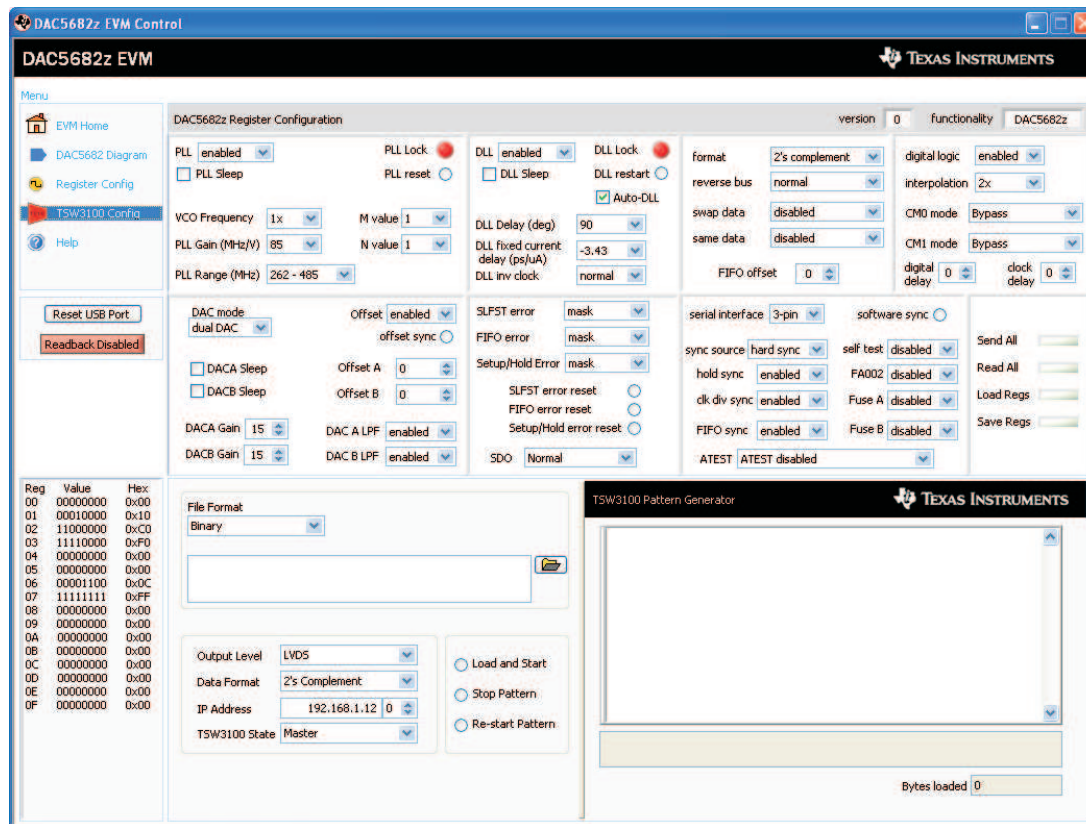 DAC5682z EVM Control
DAC5682z EVM
TEXAS INSTRUMENTS
Menu
EVM Home
DAC5682 Diagram
Register Config
TSW3100 Config
Help
Reset USB Port
Readback Disabled
DAC5682z Register Configuration
version 0 functionality DAC5682z
PLL enabled PLL Lock
PLL Sleep PLL reset
VCO Frequency 1x M value 1
PLL Gain (MHz/V) 85 N value 1
PLL Range (MHz) 262 - 485
DLL enabled DLL Lock
DLL Sleep DLL restart
Auto-DLL
DLL Delay (deg) 90
DLL fixed current
delay (ps/uA) -3.43
DLL inv clock normal
format 2's complement
reverse bus normal
swap data disabled
same data disabled
FIFO offset 0
digital logic enabled
interpolation 2x
CM0 mode Bypass
CM1 mode Bypass
digital delay 0 clock delay 0
DAC mode
dual DAC
Offset enabled
offset sync
DACA Sleep Offset A 0
DACB Sleep Offset B 0
DACA Gain 15 DAC A LPF enabled
DACB Gain 15 DAC B LPF enabled
SLFST error mask
FIFO error mask
Setup/Hold Error mask
SLFST error reset
FIFO error reset
Setup/Hold error reset
SDO Normal
serial interface 3-pin software sync
sync source hard sync self test disabled
hold sync enabled FA002 disabled
clk div sync enabled Fuse A disabled
FIFO sync enabled Fuse B disabled
ATEST ATEST disabled
Send All
Read All
Load Regs
Save Regs
Reg Value Hex
00 00000000 0x00
01 00010000 0x10
02 11000000 0xC0
03 11110000 0xF0
04 00000000 0x00
05 00000000 0x00
06 00001100 0x0C
07 11111111 0xFF
08 00000000 0x00
09 00000000 0x00
0A 00000000 0x00
0B 00000000 0x00
0C 00000000 0x00
0D 00000000 0x00
0E 00000000 0x00
0F 00000000 0x00
File Format
Binary
Output Level LVDS
Data Format 2's Complement
IP Address 192.168.1.12 0
TSW3100 State Master
Load and Start
Stop Pattern
Re-start Pattern
TSW3100 Pattern Generator
TEXAS INSTRUMENTS
Bytes loaded 0